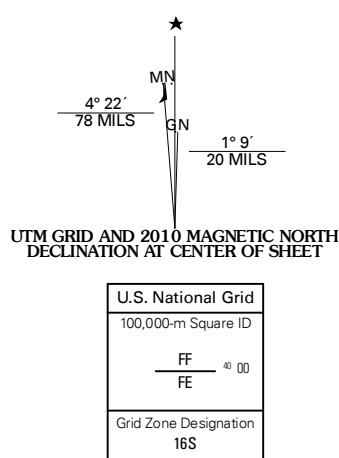 ★
MN
4° 22´
78 MILS
GN
1° 9´
20 MILS
UTM GRID AND 2010 MAGNETIC NORTH
DECLINATION AT CENTER OF SHEET
U.S. National Grid
100,000-m Square ID
FF
40 00
FE
Grid Zone Designation
16S